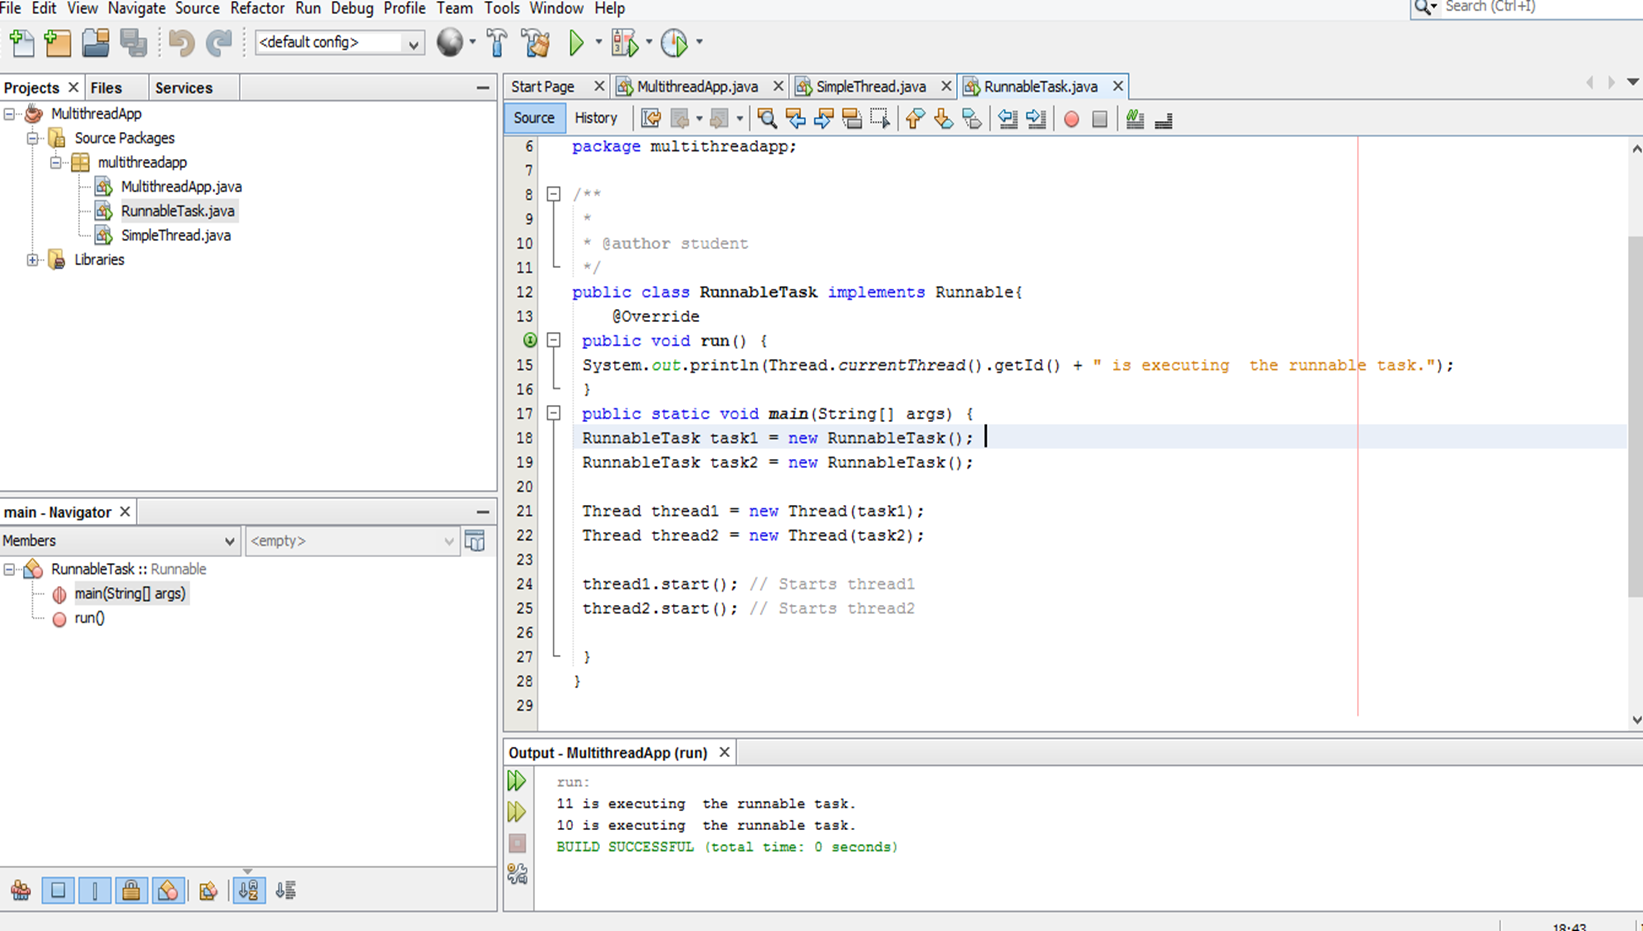 File Edit View Navigate Source Refactor Run Debug Profile Team Tools Window Help
Search (Ctrl+I)
<default config>
Projects Files Services
MultithreadApp
Source Packages
multithreadapp
MultithreadApp.java
RunnableTask.java
SimpleThread.java
Libraries
main - Navigator
Members <empty>
RunnableTask :: Runnable
main(String[] args)
run()
Start Page MultithreadApp.java SimpleThread.java RunnableTask.java
Source History
6 package multithreadapp;
7
8 /**
9 *
10 * @author student
11 */
12 public class RunnableTask implements Runnable{
13 @Override
public void run() {
15 System.out.println(Thread.currentThread().getId() + " is executing  the runnable task.");
16 }
17 public static void main(String[] args) {
18 RunnableTask task1 = new RunnableTask();
19 RunnableTask task2 = new RunnableTask();
20
21 Thread thread1 = new Thread(task1);
22 Thread thread2 = new Thread(task2);
23
24 thread1.start(); // Starts thread1
25 thread2.start(); // Starts thread2
26
27 }
28 }
29
Output - MultithreadApp (run)
run:
11 is executing  the runnable task.
10 is executing  the runnable task.
BUILD SUCCESSFUL (total time: 0 seconds)
18:43